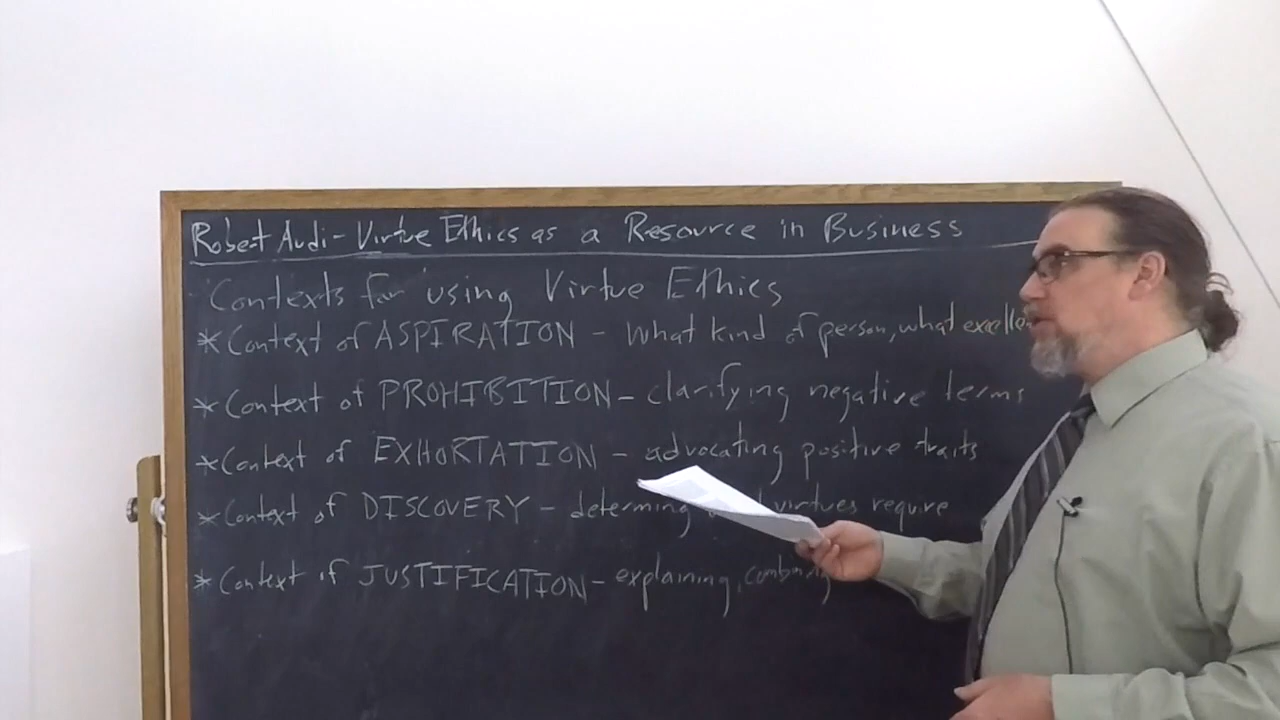 Robert Audi - Virtue Ethics as a Resource in Business
Contexts for using Virtue Ethics
* Context of ASPIRATION - what kind of person, what
* Context of PROHIBITION - clarifying negative terms
* Context of EXHORTATION - advocating positive traits
* Context of DISCOVERY - determining virtues require
* Context of JUSTIFICATION - explaining, combining